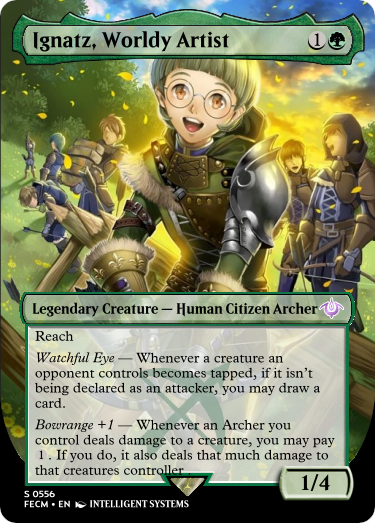 Ignatz, Worldy Artist 1
Legendary Creature — Human Citizen Archer
Reach
Watchful Eye — Whenever a creature an
opponent controls becomes tapped, if it isn't
being declared as an attacker, you may draw a
card.
Bowrange +1 — Whenever an Archer you
control deals damage to a creature, you may pay
1. If you do, it also deals that much damage to
that creatures controller .
1/4
S 0556
FECM • EN INTELLIGENT SYSTEMS